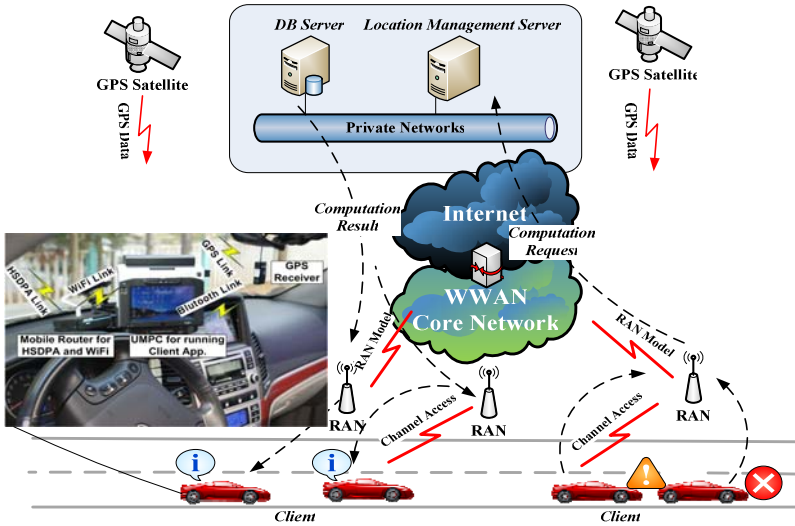 DB Server
Location Management Server
GPS Satellite
GPS Satellite
GPS Data
GPS Data
Private Networks
Computation
Result
Internet
Computation
Request
WWAN
Core Network
HSDPA Link
WiFi Link
GPS Link
Blutooth Link
GPS
Receiver
Mobile Router for
HSDPA and WiFi
UMPC for running
Client App.
RAN Model
RAN Model
RAN
RAN
RAN
Channel Access
Channel Access
i
i
!
Client
Client